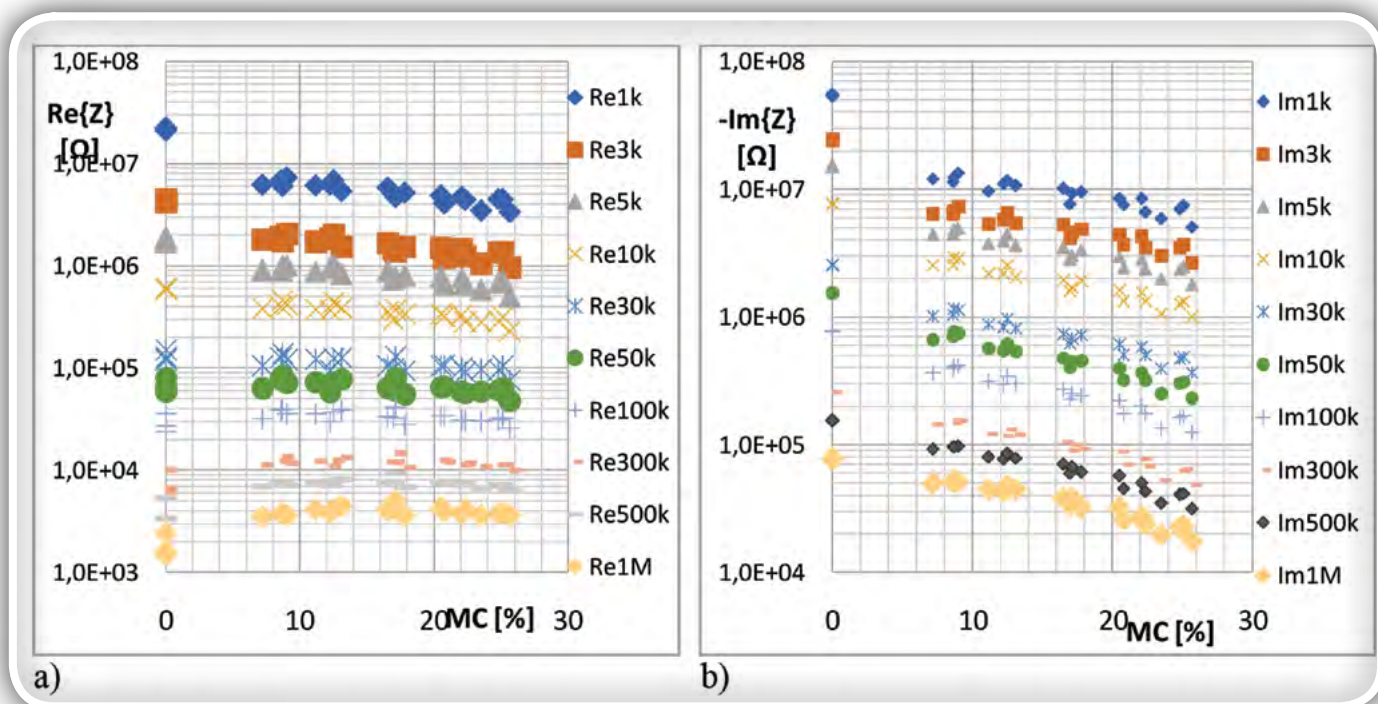 1,0E+08
Re{Z}
[Ω]
1,0E+07
1,0E+06
1,0E+05
1,0E+04
1,0E+03
0 10 20 30
MC [%]
Re1k
Re3k
Re5k
Re10k
Re30k
Re50k
Re100k
Re300k
Re500k
Re1M
a)
1,0E+08
-Im{Z}
[Ω]
1,0E+07
1,0E+06
1,0E+05
1,0E+04
0 10 20 30
MC [%]
Im1k
Im3k
Im5k
Im10k
Im30k
Im50k
Im100k
Im300k
Im500k
Im1M
b)